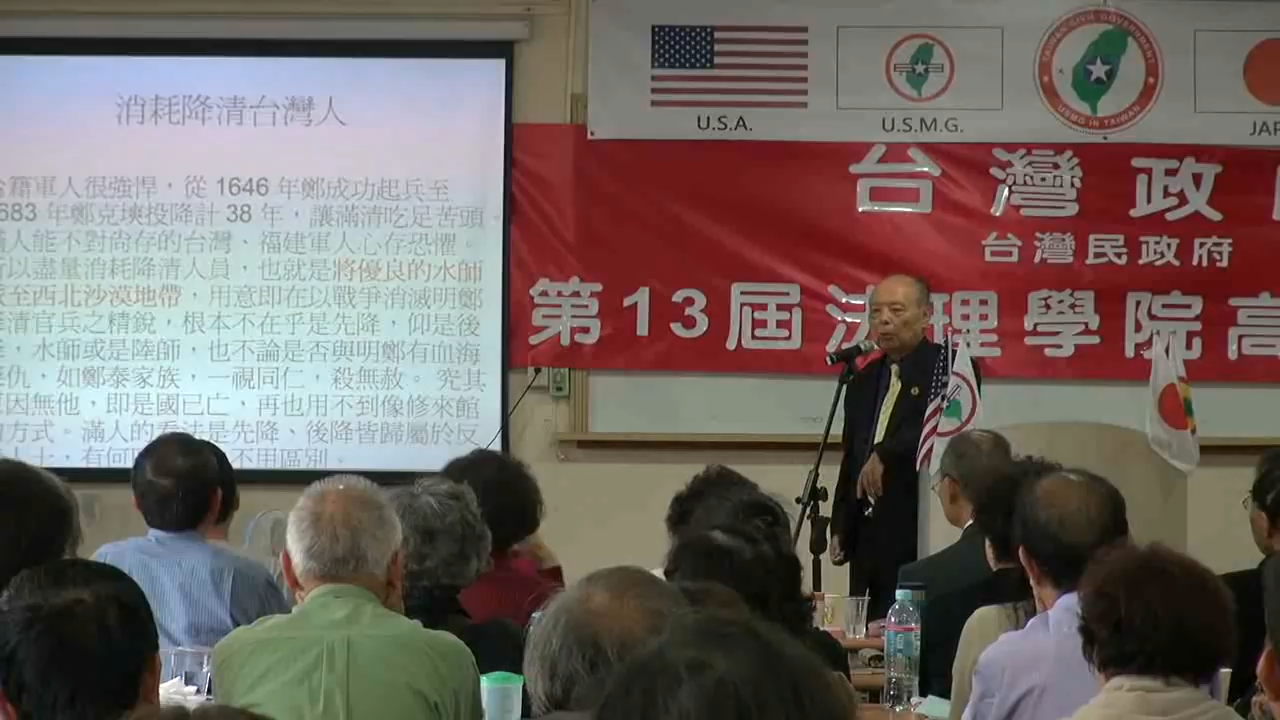 消耗降清台灣人
籍軍人很強悍，從 1646 年鄭成功起兵至
683 年鄭克塽投降計 38 年，讓滿清吃足苦頭。
人能不對尚存的台灣、福建軍人心存恐懼。
以盡量消耗降清人員，也就是將優良的水師
至西北沙漠地帶，用意即在以戰爭消滅明鄭
清官兵之精銳，根本不在乎是先降，仰是後
，水師或是陸師，也不論是否與明鄭有血海
仇，如鄭泰家族，一視同仁，殺無赦。 究其
因無他，即是國已亡，再也用不到像修來館
方式。滿人的看法是先降、後降皆歸屬於反
不用區別。
U.S.A.
U.S.M.G.
TAIWAN CIVIL GOVERNMENT
USMG IN TAIWAN
JAP
台灣政
台灣民政府
第13屆法理學院高